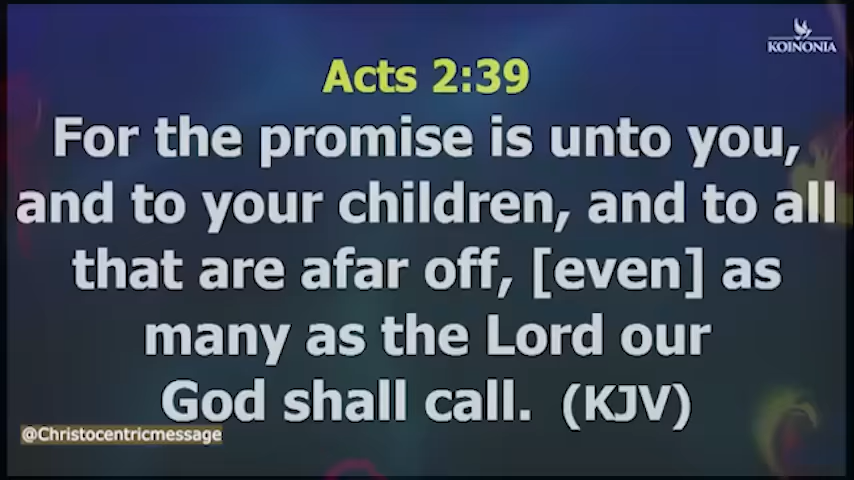 KOINONIA
Acts 2:39
For the promise is unto you,
and to your children, and to all
that are afar off, [even] as
many as the Lord our
God shall call. (KJV)
@Christocentricmessage